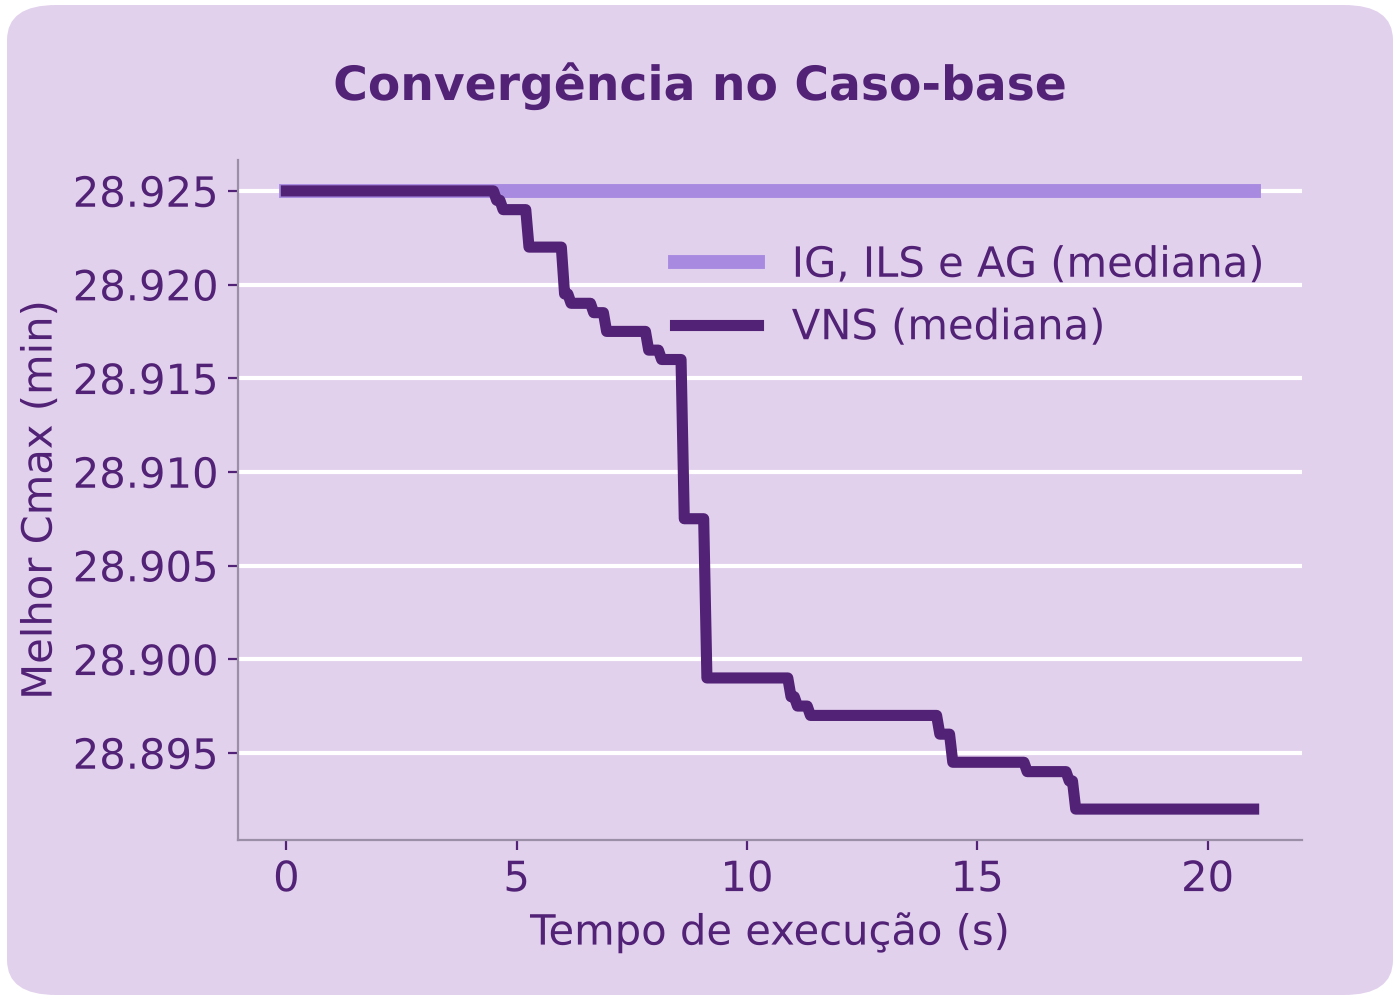 Convergência no Caso-base
28.925
28.920
28.915
28.910
28.905
28.900
28.895
Melhor Cmax (min)
IG, ILS e AG (mediana)
VNS (mediana)
0 5 10 15 20
Tempo de execução (s)